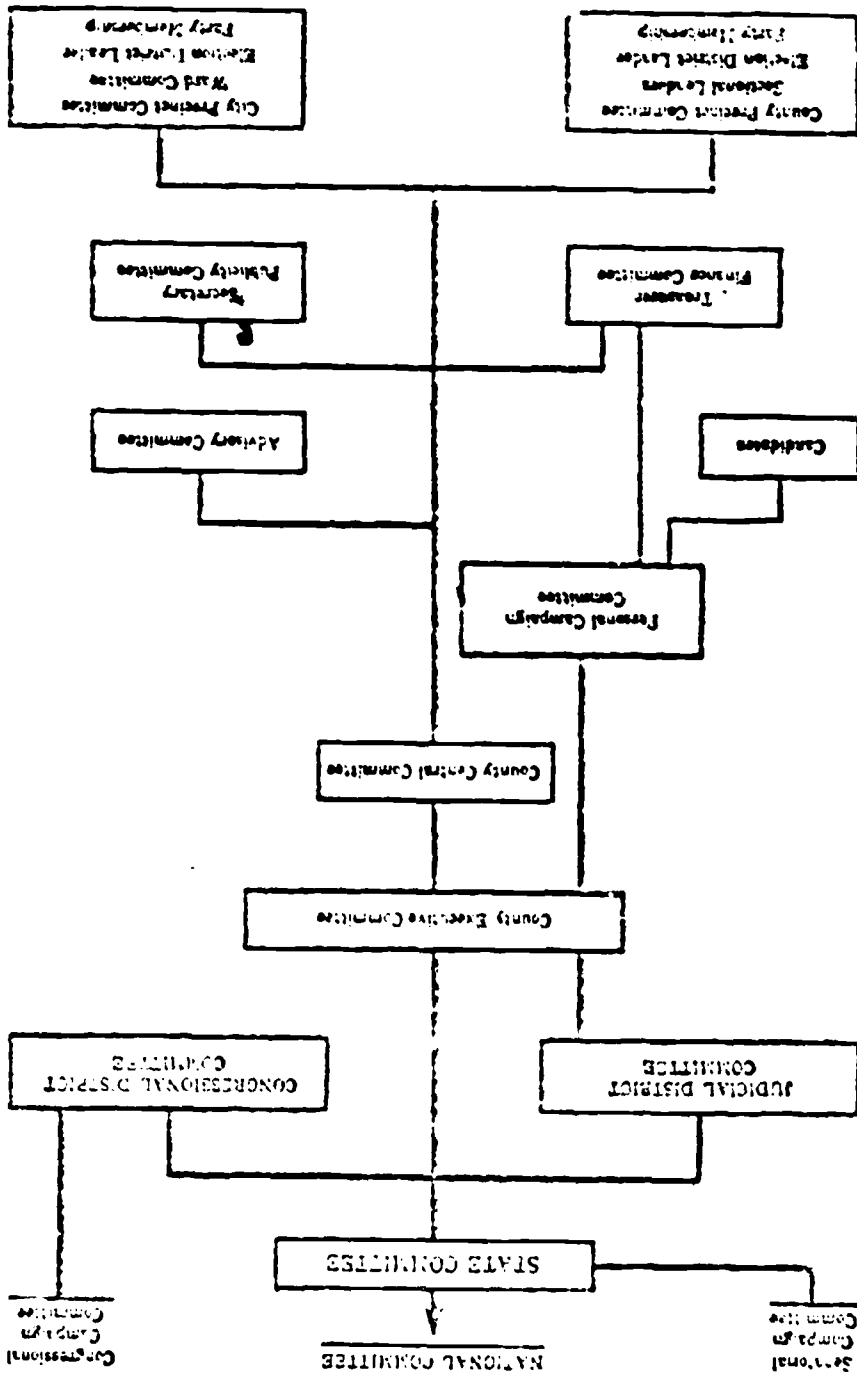 Senatorial
Campaign
Committee
NATIONAL COMMITTEE
Congressional
Campaign
Committee
STATE COMMITTEE
JUDICIAL DISTRICT
COMMITTEE
CONGRESSIONAL DISTRICT
COMMITTEE
County Executive Committee
County Central Committee
Personal Campaign
Committee
Candidates
Advisory Committee
Treasurer
Finance Committee
Secretary
Publicity Committee
County Precinct Committee
Sectional Leaders
Election District Leader
Party Membership
City Precinct Committee
Ward Committee
Election District Leader
Party Membership